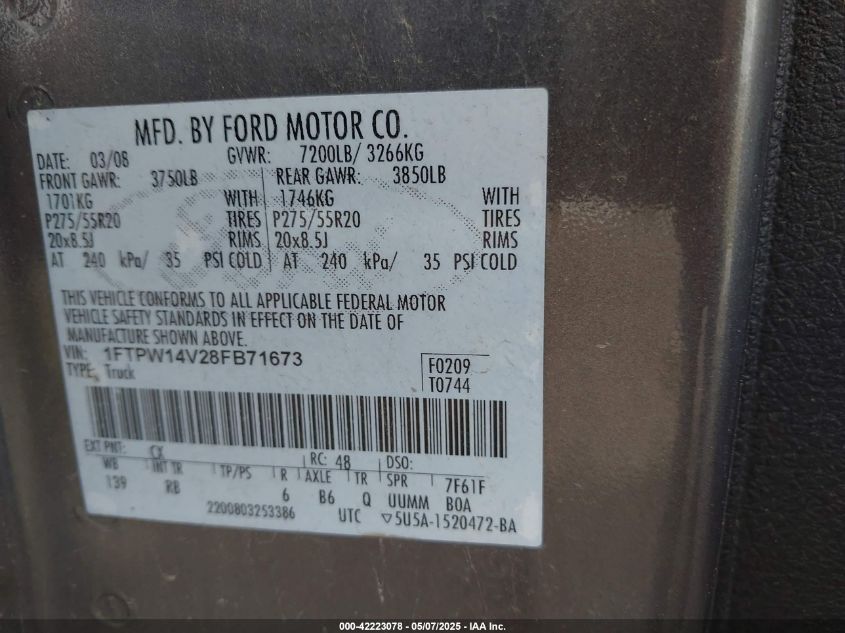 MFD. BY FORD MOTOR CO.
DATE: 03/08 GVWR: 7200LB/ 3266KG
FRONT GAWR: 3750LB REAR GAWR: 3850LB
1701KG WITH 1746KG WITH
P275/55R20 TIRES P275/55R20 TIRES
20x8.5J RIMS 20x8.5J RIMS
AT 240 kPa/ 35 PSI COLD AT 240 kPa/ 35 PSI COLD
THIS VEHICLE CONFORMS TO ALL APPLICABLE FEDERAL MOTOR
VEHICLE SAFETY STANDARDS IN EFFECT ON THE DATE OF
MANUFACTURE SHOWN ABOVE.
VIN: 1FTPW14V28FB71673 F0209
TYPE: Truck T0744
EXT PNT: CX RC: 48 DSO:
WB INT TR TP/PS R AXLE TR SPR 7F61F
139 RB 6 B6 Q UUMM BOA
2200803253386 UTC ▽5U5A-1520472-BA
000-42223078 — 05/07/2025 — IAA Inc.